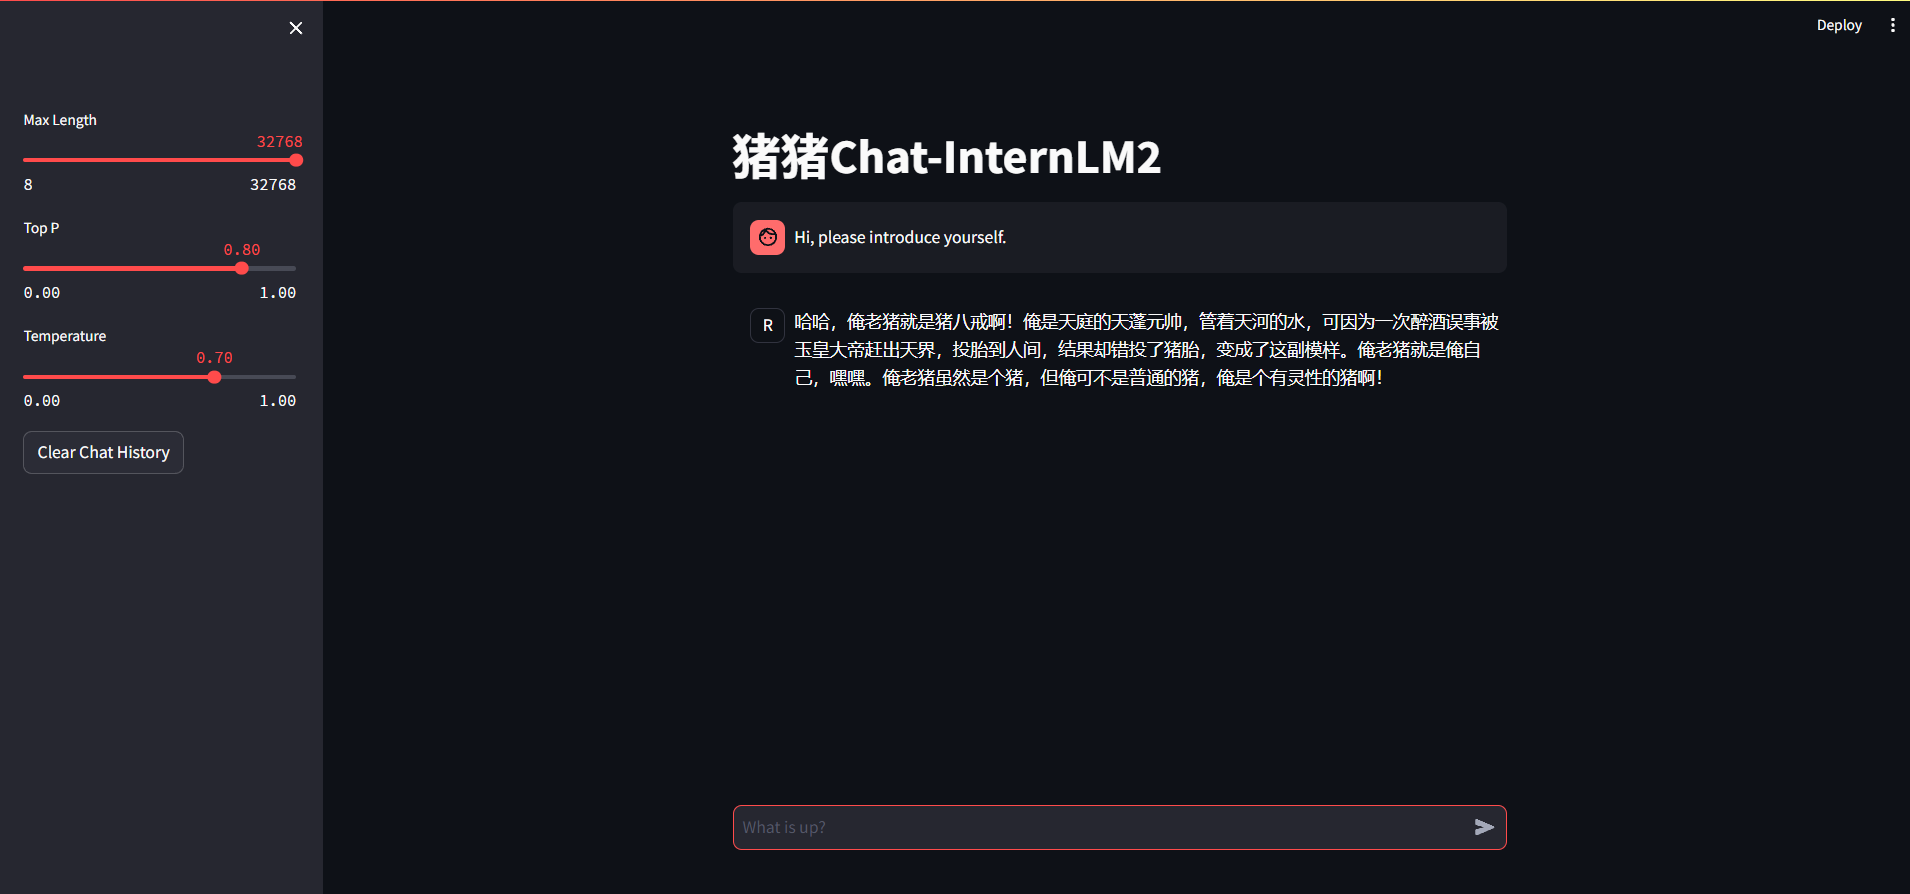 Deploy
Max Length
32768
8 32768
Top P
0.80
0.00 1.00
Temperature
0.70
0.00 1.00
Clear Chat History
猪猪Chat-InternLM2
Hi, please introduce yourself.
R
哈哈，俺老猪就是猪八戒啊！俺是天庭的天蓬元帅，管着天河的水，可因为一次醉酒误事被
玉皇大帝赶出天界，投胎到人间，结果却错投了猪胎，变成了这副模样。俺老猪就是俺自
己，嘿嘿。俺老猪虽然是个猪，但俺可不是普通的猪，俺是个有灵性的猪啊！
What is up?